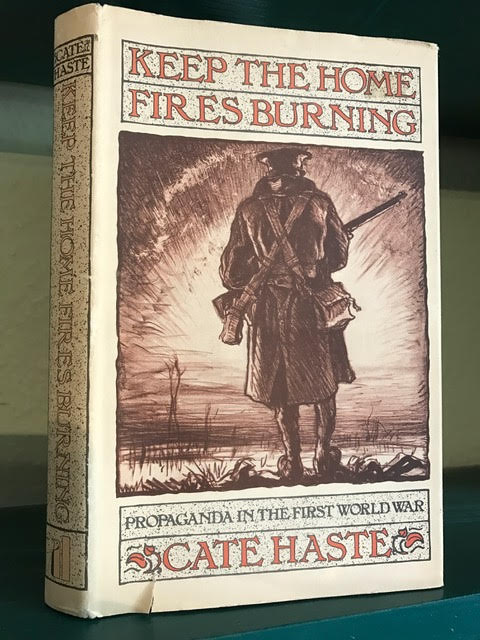 CATE
HASTE
KEEP THE HOME FIRES BURNING
KEEP THE HOME
FIRES BURNING
PROPAGANDA IN THE FIRST WORLD WAR
CATE HASTE